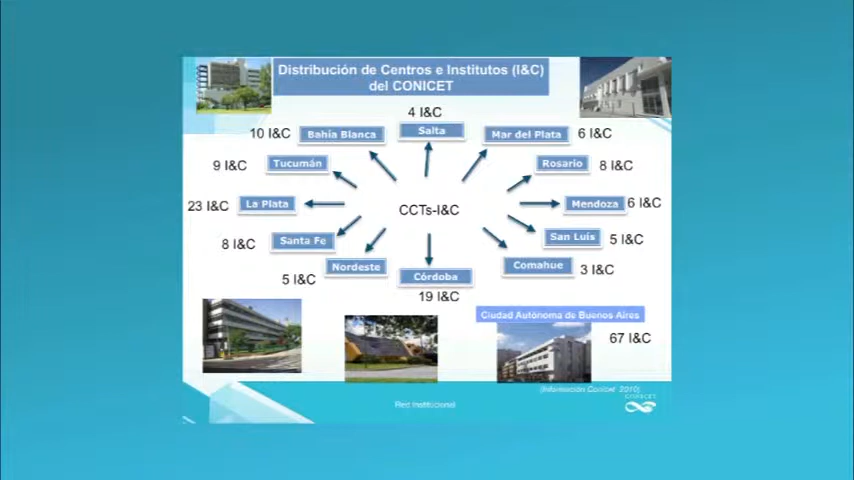 Distribución de Centros e Institutos (I&C)
del CONICET
4 I&C
Salta
10 I&C
Bahía Blanca
Mar del Plata
6 I&C
9 I&C
Tucumán
Rosario
8 I&C
23 I&C
La Plata
CCTs-I&C
Mendoza
6 I&C
8 I&C
Santa Fe
San Luis
5 I&C
5 I&C
Nordeste
Córdoba
19 I&C
Comahue
3 I&C
Ciudad Autónoma de Buenos Aires
67 I&C
(Información Conicet 2010)
Red Institucional
CONICET